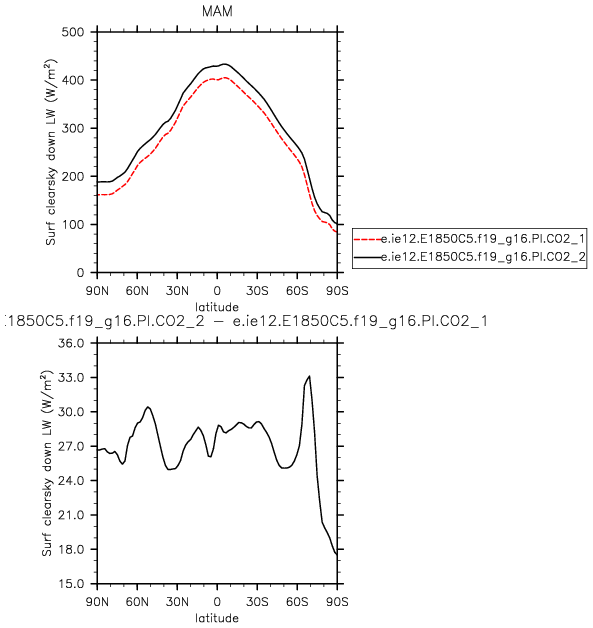 MAM
500
400
300
200
100
0
Surf clearsky down LW (W/m²)
90N 60N 30N 0 30S 60S 90S
latitude
e.ie12.E1850C5.f19_g16.PI.CO2_1
e.ie12.E1850C5.f19_g16.PI.CO2_2
:1850C5.f19_g16.PI.CO2_2 – e.ie12.E1850C5.f19_g16.PI.CO2_1
36.0
33.0
30.0
27.0
24.0
21.0
18.0
15.0
Surf clearsky down LW (W/m²)
90N 60N 30N 0 30S 60S 90S
latitude